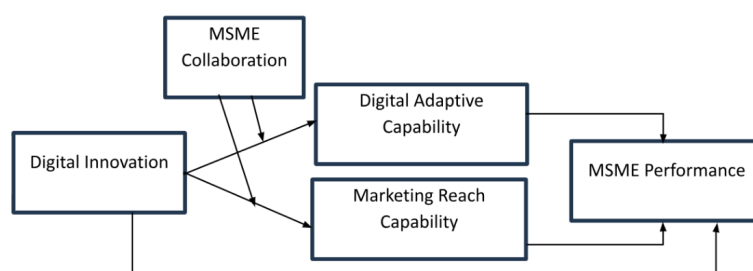 MSME
Collaboration
Digital Adaptive
Capability
Digital Innovation
MSME Performance
Marketing Reach
Capability